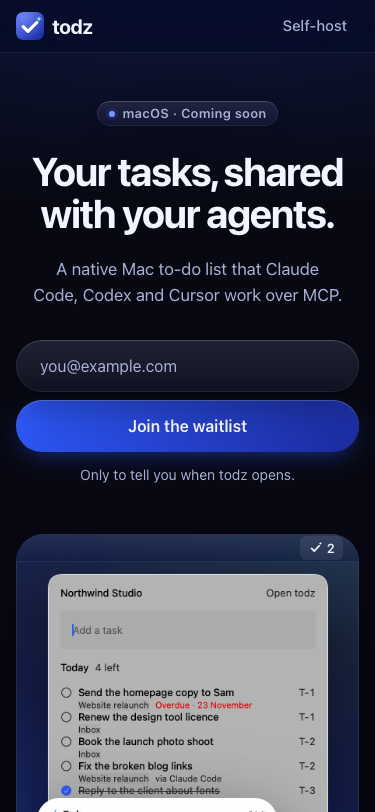 todz
Self-host
macOS · Coming soon
Your tasks, shared
with your agents.
A native Mac to-do list that Claude
Code, Codex and Cursor work over MCP.
you@example.com
Join the waitlist
Only to tell you when todz opens.
2
Northwind Studio
Open todz
Add a task
Today 4 left
Send the homepage copy to Sam T-1
Website relaunch Overdue · 23 November
Renew the design tool licence T-1
Inbox
Book the launch photo shoot T-2
Inbox
Fix the broken blog links T-2
Website relaunch via Claude Code
Reply to the client about fonts T-3